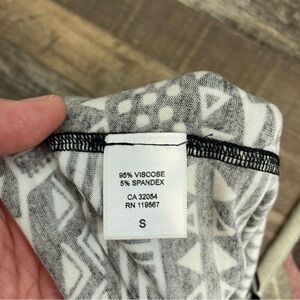 95% VISCOSE
5% SPANDEX
CA 32054
RN 119567
S